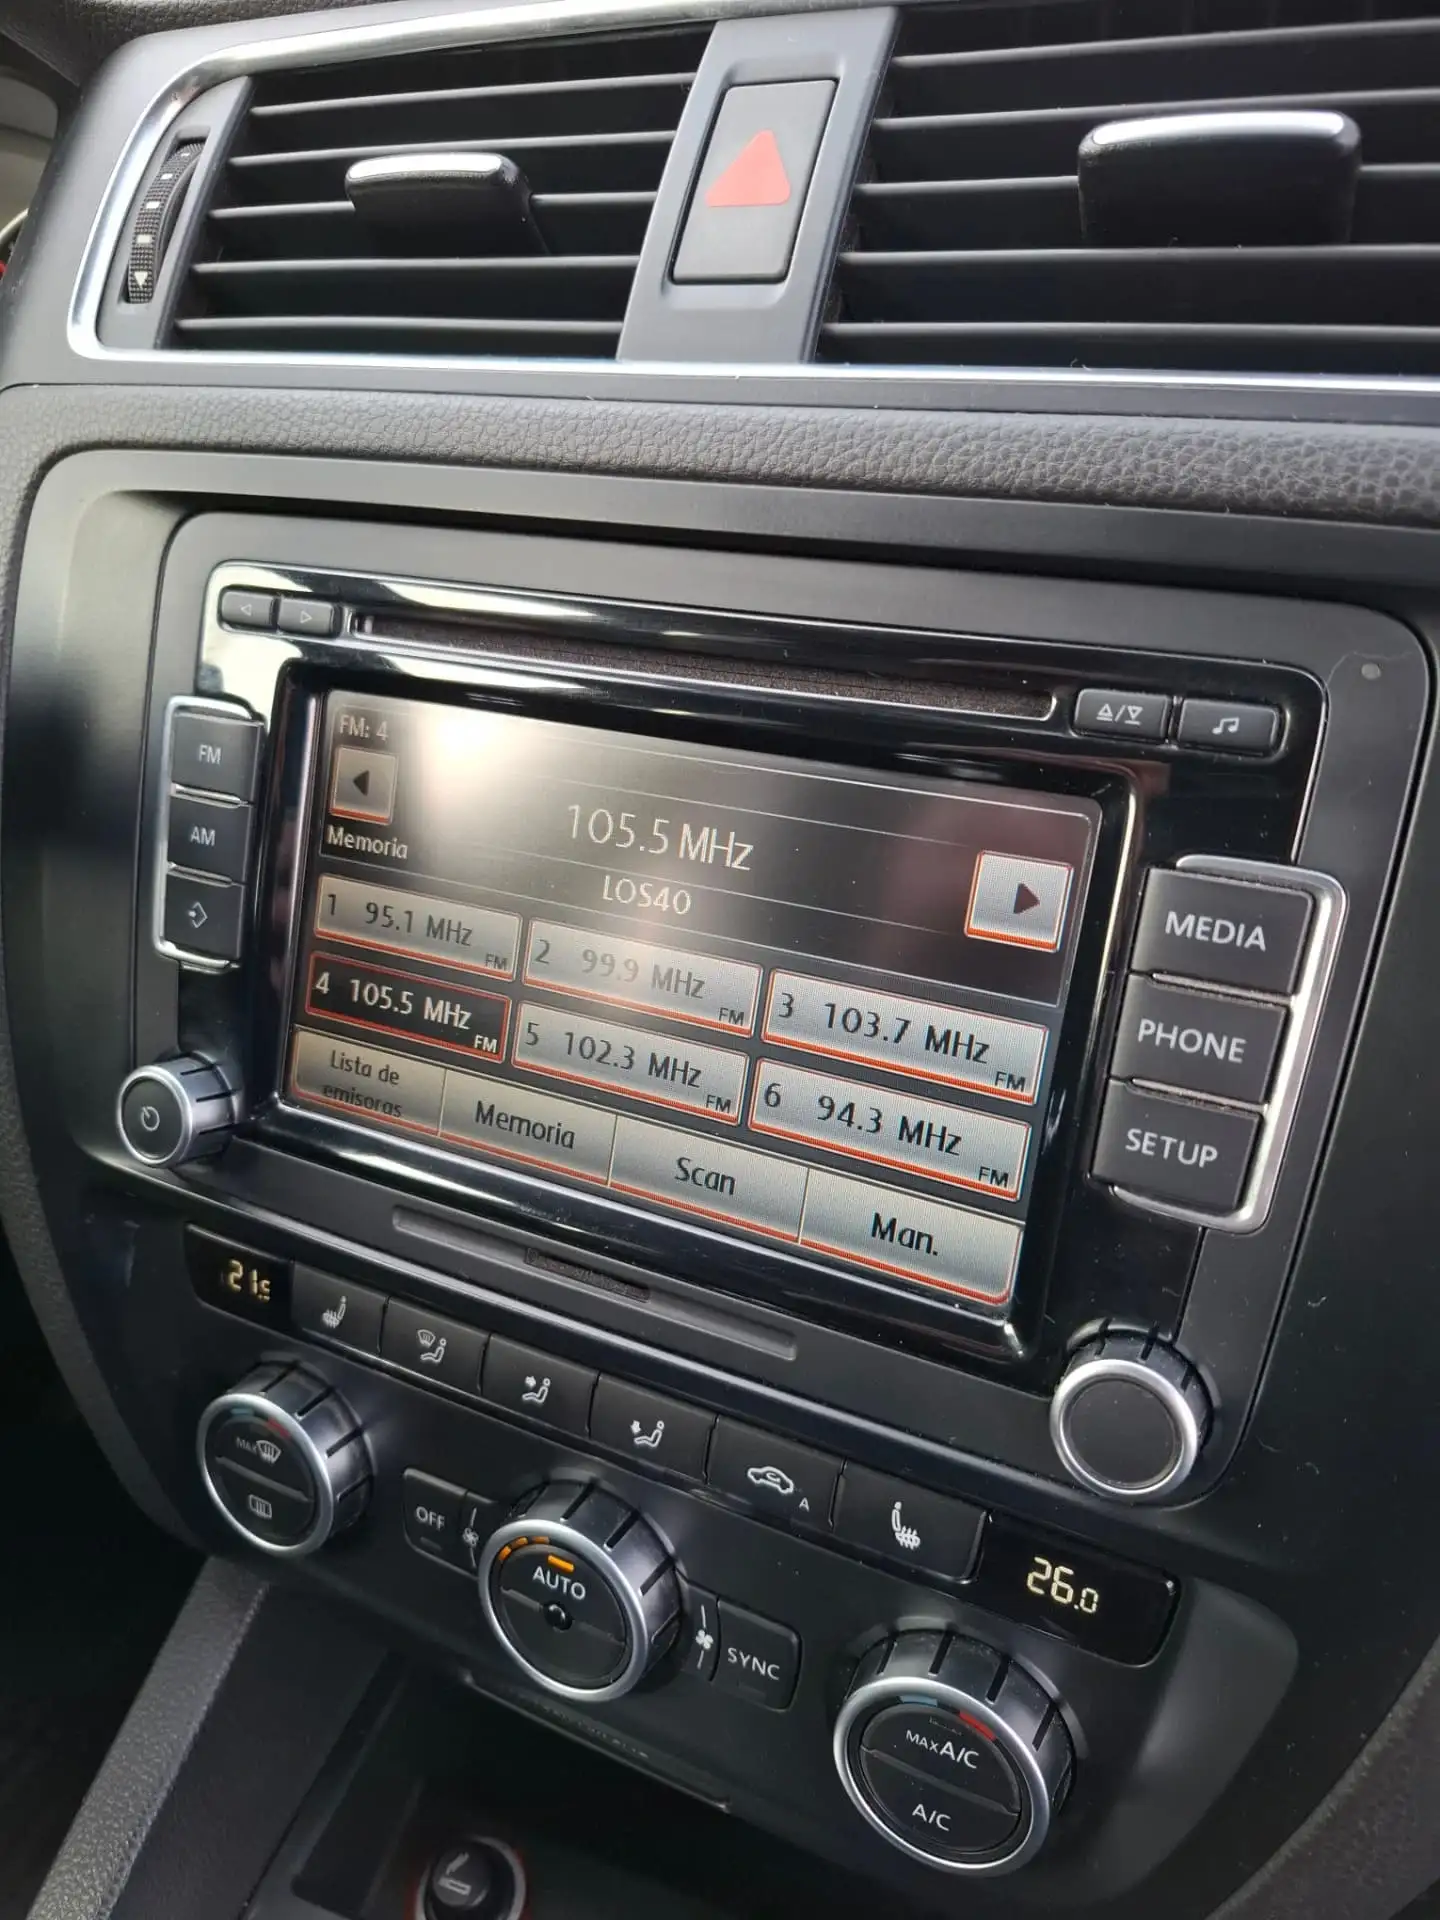 FM: 4
FM
AM
105.5 MHz
LOS40
Memoria
1 95.1 MHz FM
2 99.9 MHz FM
3 103.7 MHz FM
4 105.5 MHz FM
5 102.3 MHz FM
6 94.3 MHz FM
Lista de
emisoras
Memoria
Scan
Man.
MEDIA
PHONE
SETUP
21.5
MAX
OFF
AUTO
SYNC
A
26.0
MAX A/C
A/C